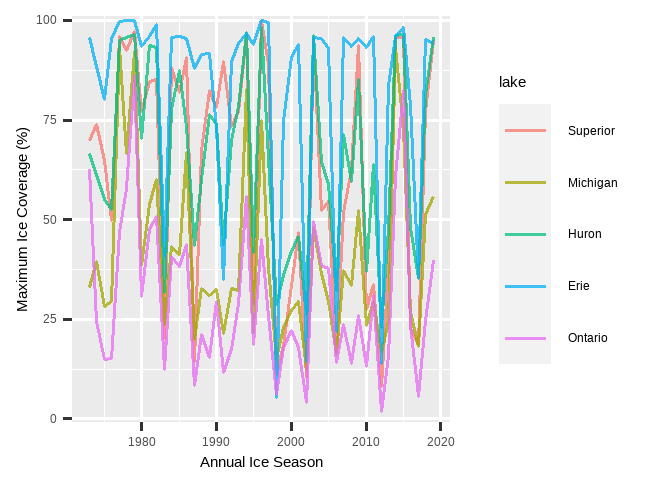 100
75
50
25
0
Maximum Ice Coverage (%)
1980
1990
2000
2010
2020
Annual Ice Season
lake
Superior
Michigan
Huron
Erie
Ontario